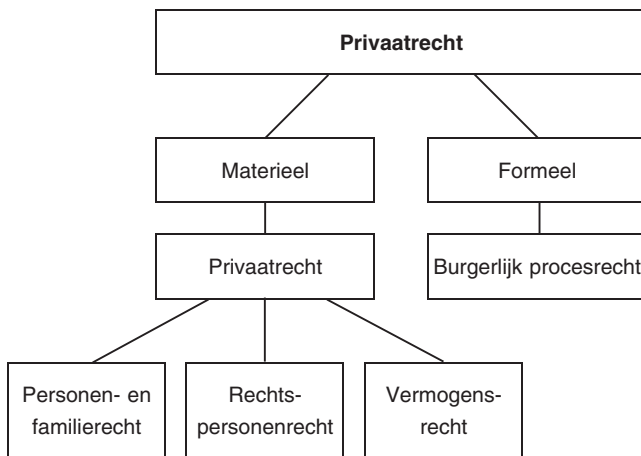 Privaatrecht
Materieel
Formeel
Privaatrecht
Burgerlijk procesrecht
Personen- en
familierecht
Rechts-
personenrecht
Vermogens-
recht